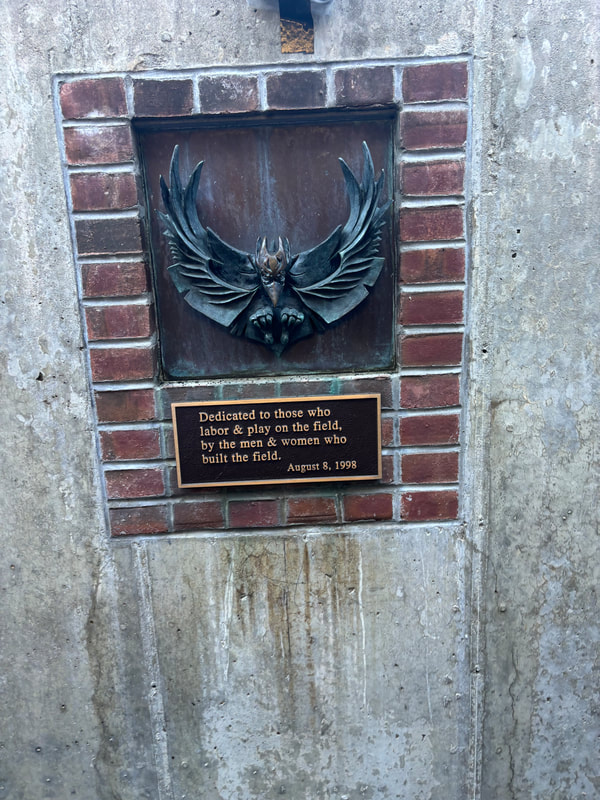 Dedicated to those who
labor & play on the field,
by the men & women who
built the field.
August 8, 1998